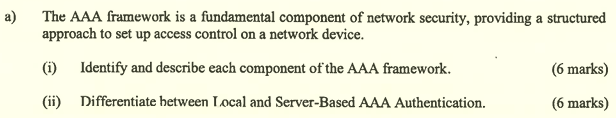 a) The AAA framework is a fundamental component of network security, providing a structured
approach to set up access control on a network device.
(i) Identify and describe each component of the AAA framework. (6 marks)
(ii) Differentiate between Local and Server-Based AAA Authentication. (6 marks)